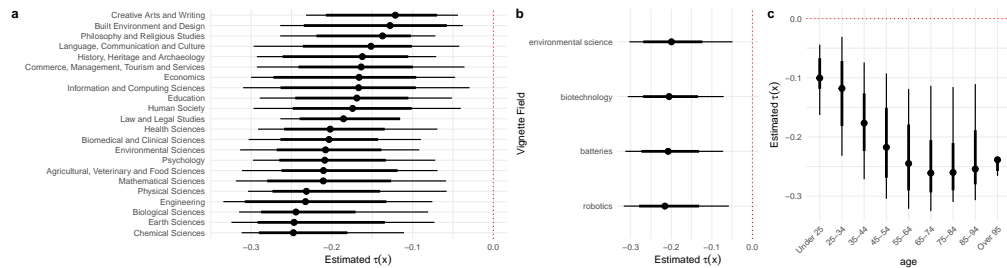 a
Creative Arts and Writing
Built Environment and Design
Philosophy and Religious Studies
Language, Communication and Culture
History, Heritage and Archaeology
Commerce, Management, Tourism and Services
Economics
Information and Computing Sciences
Education
Human Society
Law and Legal Studies
Health Sciences
Biomedical and Clinical Sciences
Environmental Sciences
Psychology
Agricultural, Veterinary and Food Sciences
Mathematical Sciences
Physical Sciences
Engineering
Biological Sciences
Earth Sciences
Chemical Sciences
−0.3 −0.2 −0.1 0.0
Estimated τ(x)
b
Vignette Field
environmental science
biotechnology
batteries
robotics
−0.3 −0.2 −0.1 0.0
Estimated τ(x)
c
Estimated τ(x)
0.0
−0.1
−0.2
−0.3
Under 25 25−34 35−44 45−54 55−64 65−74 75−84 85−94 Over 95
age